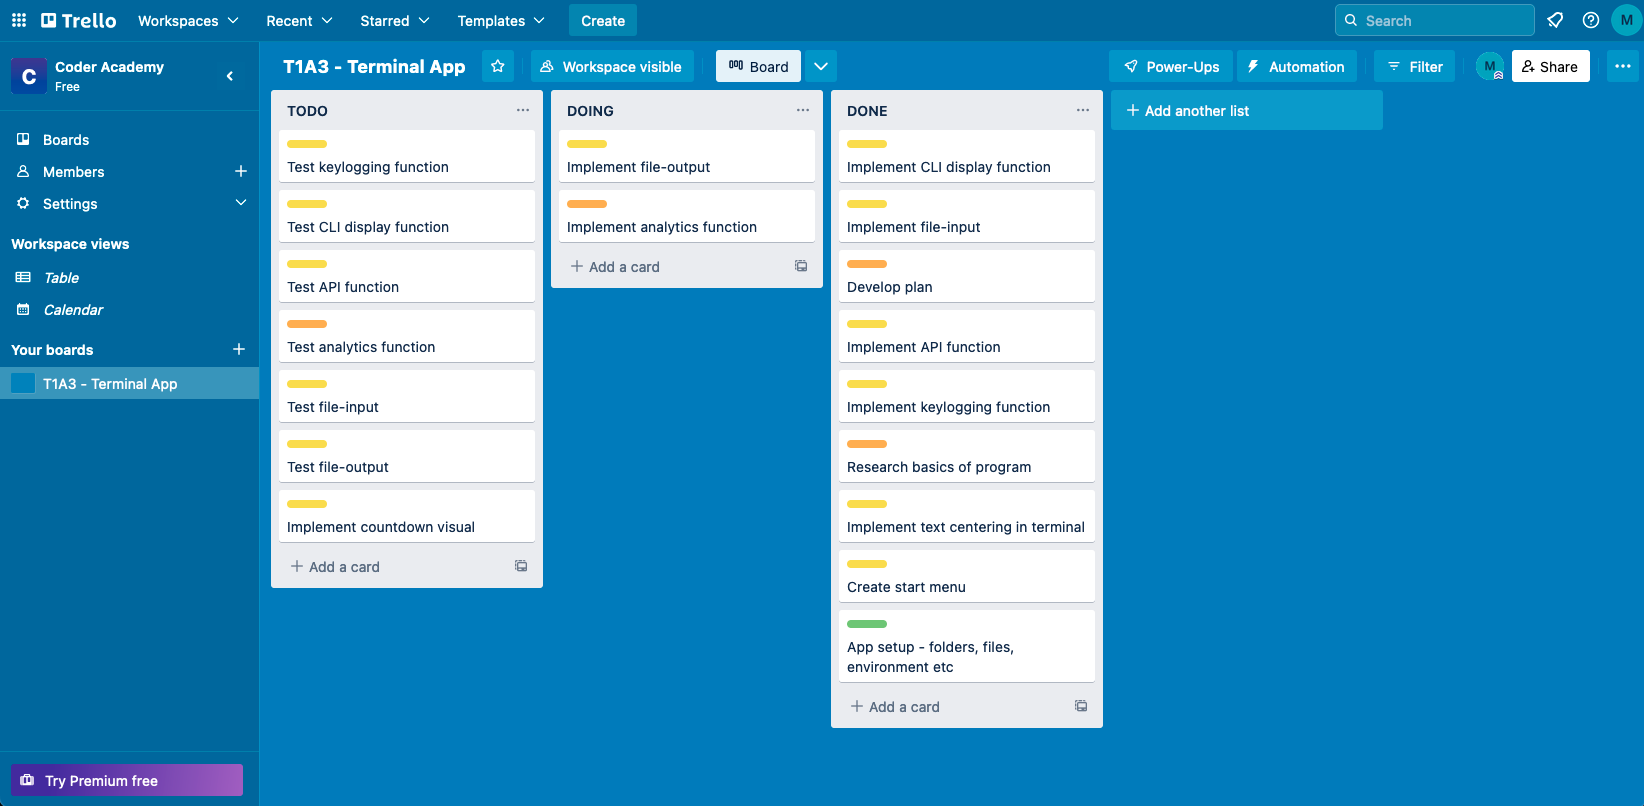 Trello Workspaces Recent Starred Templates Create Search M
C Coder Academy
Free
T1A3 - Terminal App Workspace visible Board Power-Ups Automation Filter M Share
Boards
Members
Settings
Workspace views
Table
Calendar
Your boards
T1A3 - Terminal App
Try Premium free
TODO
Test keylogging function
Test CLI display function
Test API function
Test analytics function
Test file-input
Test file-output
Implement countdown visual
Add a card
DOING
Implement file-output
Implement analytics function
Add a card
DONE
Implement CLI display function
Implement file-input
Develop plan
Implement API function
Implement keylogging function
Research basics of program
Implement text centering in terminal
Create start menu
App setup - folders, files,
environment etc
Add a card
Add another list